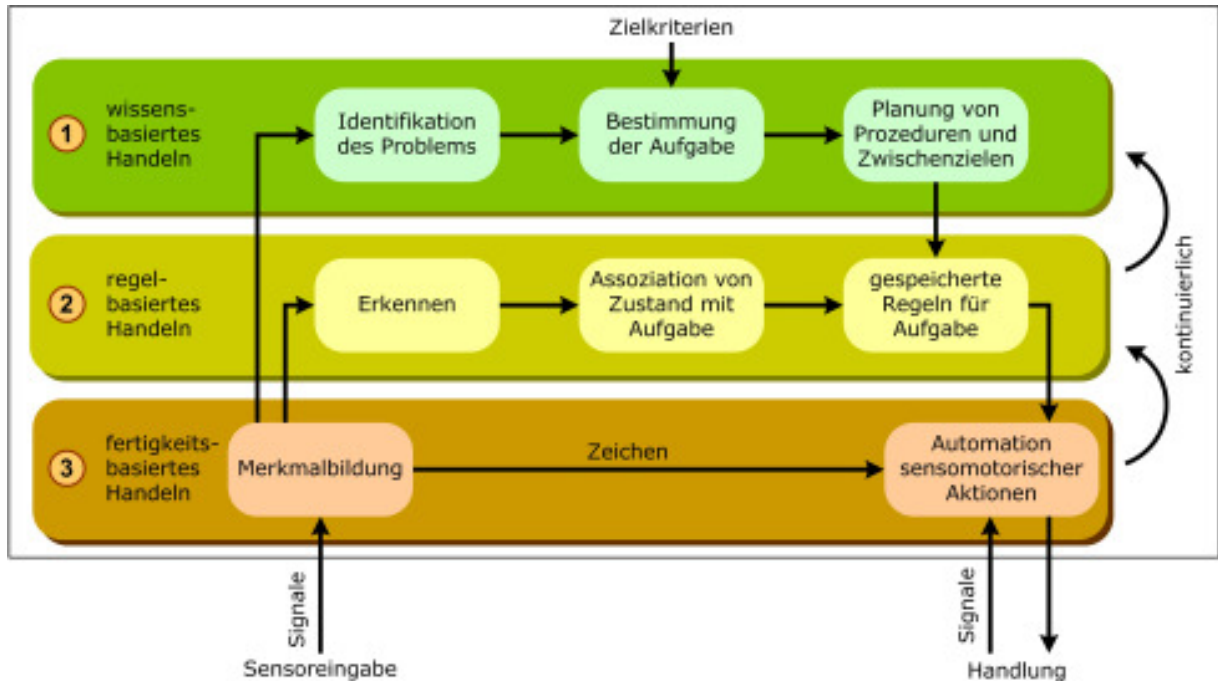 Zielkriterien
1
wissens-
basiertes
Handeln
Identifikation
des Problems
Bestimmung
der Aufgabe
Planung von
Prozeduren und
Zwischenzielen
2
regel-
basiertes
Handeln
Erkennen
Assoziation von
Zustand mit
Aufgabe
gespeicherte
Regeln für
Aufgabe
kontinuierlich
3
fertigkeits-
basiertes
Handeln
Merkmalbildung
Zeichen
Automation
sensomotorischer
Aktionen
Signale
Sensoreingabe
Signale
Handlung